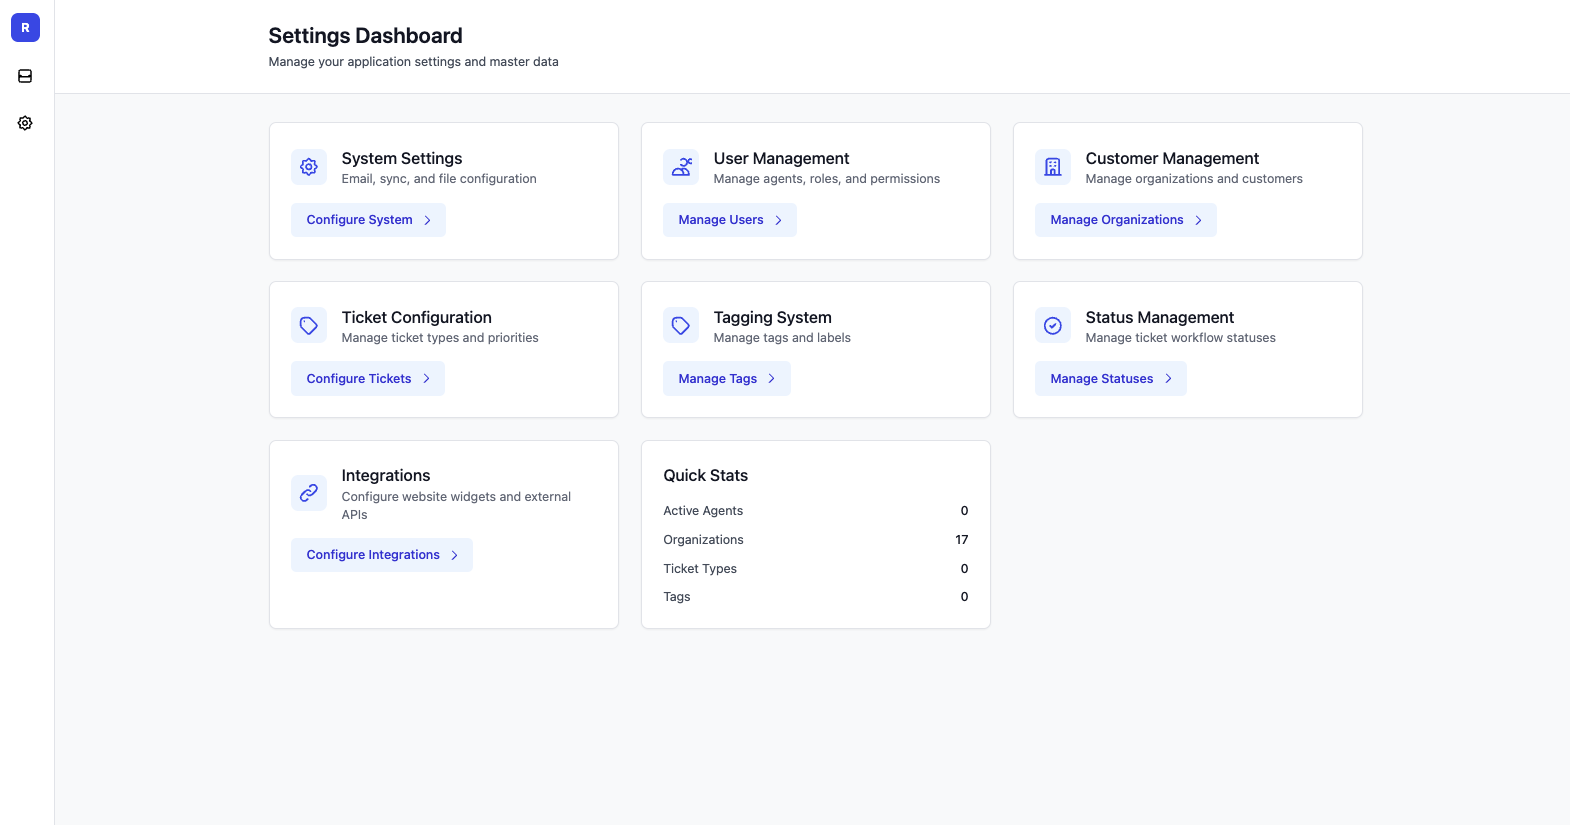 R
Settings Dashboard
Manage your application settings and master data
System Settings
Email, sync, and file configuration
Configure System
User Management
Manage agents, roles, and permissions
Manage Users
Customer Management
Manage organizations and customers
Manage Organizations
Ticket Configuration
Manage ticket types and priorities
Configure Tickets
Tagging System
Manage tags and labels
Manage Tags
Status Management
Manage ticket workflow statuses
Manage Statuses
Integrations
Configure website widgets and external
APIs
Configure Integrations
Quick Stats
Active Agents 0
Organizations 17
Ticket Types 0
Tags 0